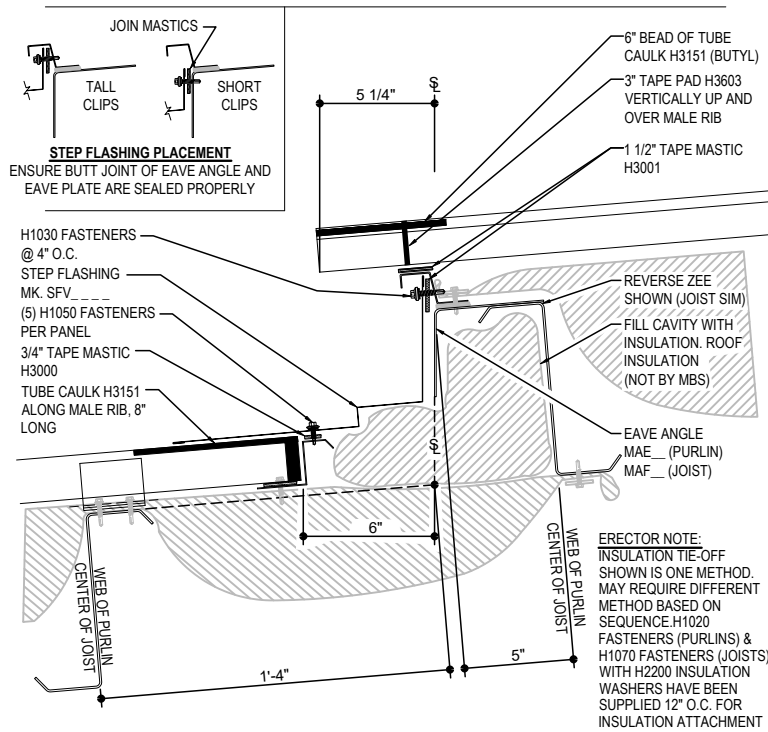 JOIN MASTICS
TALL
CLIPS
SHORT
CLIPS
STEP FLASHING PLACEMENT
ENSURE BUTT JOINT OF EAVE ANGLE AND
EAVE PLATE ARE SEALED PROPERLY
5 1/4"
6" BEAD OF TUBE
CAULK H3151 (BUTYL)
3" TAPE PAD H3603
VERTICALLY UP AND
OVER MALE RIB
1 1/2" TAPE MASTIC
H3001
H1030 FASTENERS
@ 4" O.C.
STEP FLASHING
MK. SFV_ _ _ _
(5) H1050 FASTENERS
PER PANEL
3/4" TAPE MASTIC
H3000
TUBE CAULK H3151
ALONG MALE RIB, 8"
LONG
REVERSE ZEE
SHOWN (JOIST SIM)
FILL CAVITY WITH
INSULATION. ROOF
INSULATION
(NOT BY MBS)
EAVE ANGLE
MAE__ (PURLIN)
MAF__ (JOIST)
6"
WEB OF PURLIN
CENTER OF JOIST
WEB OF PURLIN
CENTER OF JOIST
1'-4"
5"
ERECTOR NOTE:
INSULATION TIE-OFF
SHOWN IS ONE METHOD.
MAY REQUIRE DIFFERENT
METHOD BASED ON
SEQUENCE.H1020
FASTENERS (PURLINS) &
H1070 FASTENERS (JOISTS)
WITH H2200 INSULATION
WASHERS HAVE BEEN
SUPPLIED 12" O.C. FOR
INSULATION ATTACHMENT